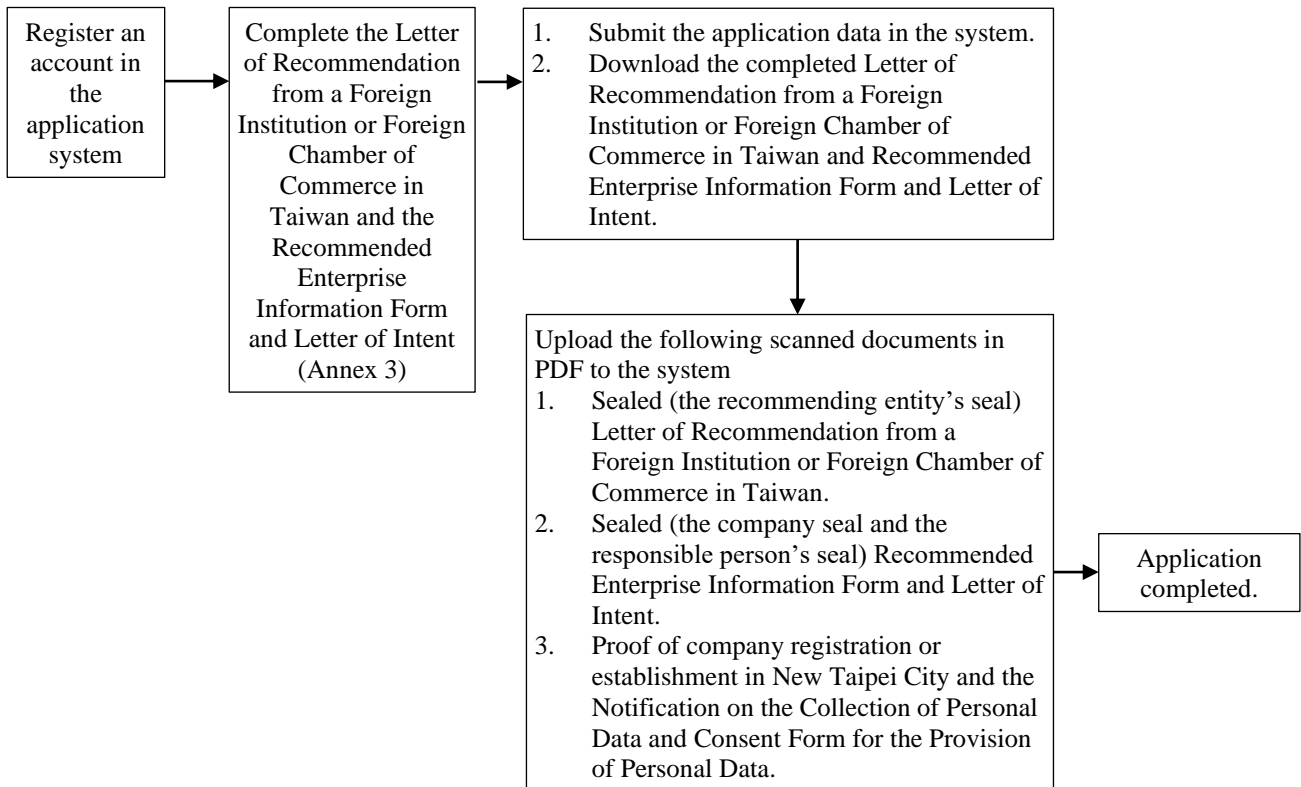 Register an
account in
the
application
system
Complete the Letter
of Recommendation
from a Foreign
Institution or Foreign
Chamber of
Commerce in
Taiwan and the
Recommended
Enterprise
Information Form
and Letter of Intent
(Annex 3)
1. Submit the application data in the system.
2. Download the completed Letter of
Recommendation from a Foreign
Institution or Foreign Chamber of
Commerce in Taiwan and Recommended
Enterprise Information Form and Letter of
Intent.
Upload the following scanned documents in
PDF to the system
1. Sealed (the recommending entity’s seal)
Letter of Recommendation from a
Foreign Institution or Foreign Chamber of
Commerce in Taiwan.
2. Sealed (the company seal and the
responsible person’s seal) Recommended
Enterprise Information Form and Letter of
Intent.
3. Proof of company registration or
establishment in New Taipei City and the
Notification on the Collection of Personal
Data and Consent Form for the Provision
of Personal Data.
Application
completed.